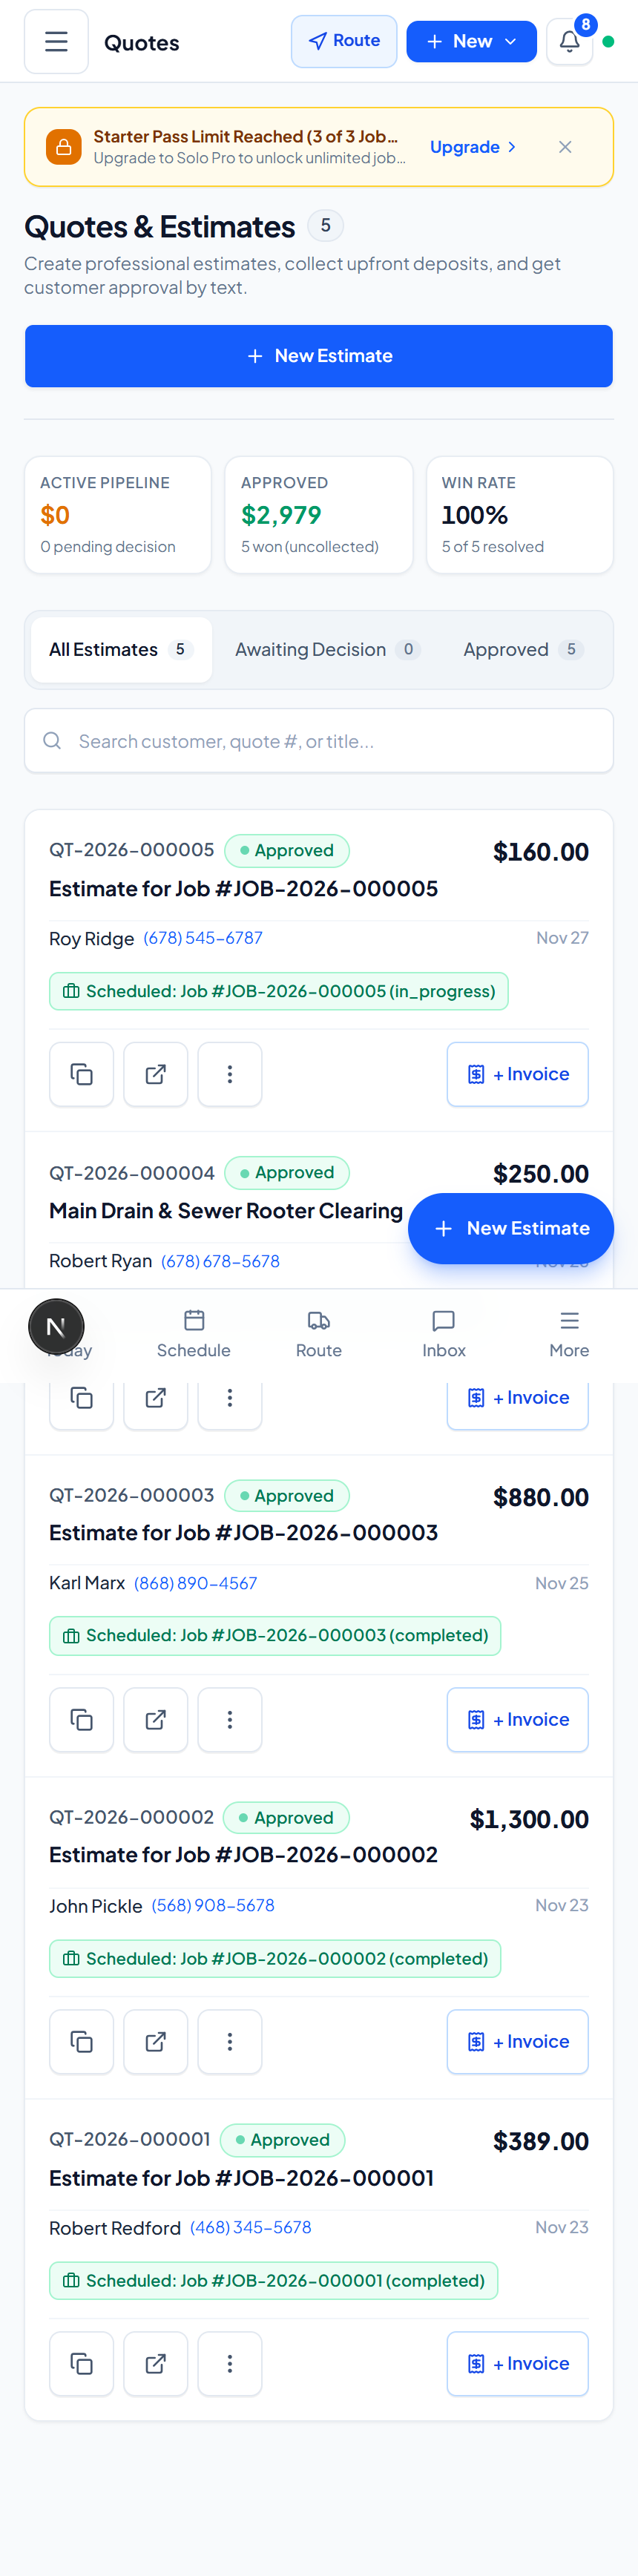 Quotes
Route
New
8
Starter Pass Limit Reached (3 of 3 Job...
Upgrade to Solo Pro to unlock unlimited job...
Upgrade
Quotes & Estimates 5
Create professional estimates, collect upfront deposits, and get
customer approval by text.
New Estimate
ACTIVE PIPELINE
$0
0 pending decision
APPROVED
$2,979
5 won (uncollected)
WIN RATE
100%
5 of 5 resolved
All Estimates 5
Awaiting Decision 0
Approved 5
Search customer, quote #, or title...
QT-2026-000005 Approved $160.00
Estimate for Job #JOB-2026-000005
Roy Ridge (678) 545-6787 Nov 27
Scheduled: Job #JOB-2026-000005 (in_progress)
+ Invoice
QT-2026-000004 Approved $250.00
Main Drain & Sewer Rooter Clearing
New Estimate
Robert Ryan (678) 678-5678
N
Schedule
Route
Inbox
More
+ Invoice
QT-2026-000003 Approved $880.00
Estimate for Job #JOB-2026-000003
Karl Marx (868) 890-4567 Nov 25
Scheduled: Job #JOB-2026-000003 (completed)
+ Invoice
QT-2026-000002 Approved $1,300.00
Estimate for Job #JOB-2026-000002
John Pickle (568) 908-5678 Nov 23
Scheduled: Job #JOB-2026-000002 (completed)
+ Invoice
QT-2026-000001 Approved $389.00
Estimate for Job #JOB-2026-000001
Robert Redford (468) 345-5678 Nov 23
Scheduled: Job #JOB-2026-000001 (completed)
+ Invoice